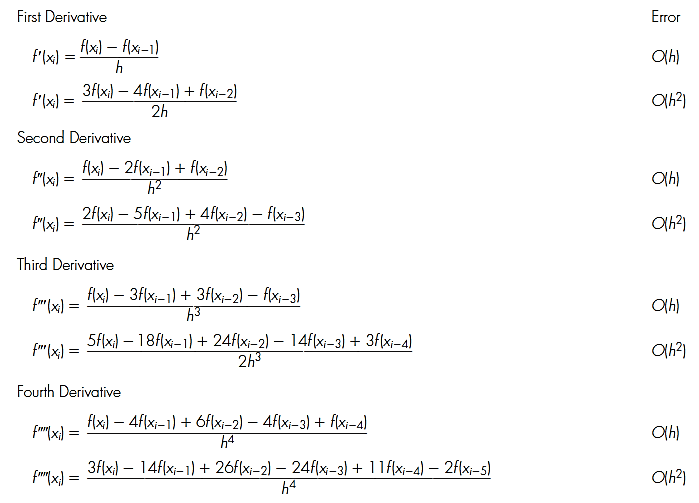 First Derivative Error
f'(xᵢ) = (f(xᵢ) − f(xᵢ₋₁)) / h O(h)
f'(xᵢ) = (3f(xᵢ) − 4f(xᵢ₋₁) + f(xᵢ₋₂)) / 2h O(h²)
Second Derivative
f''(xᵢ) = (f(xᵢ) − 2f(xᵢ₋₁) + f(xᵢ₋₂)) / h² O(h)
f''(xᵢ) = (2f(xᵢ) − 5f(xᵢ₋₁) + 4f(xᵢ₋₂) − f(xᵢ₋₃)) / h² O(h²)
Third Derivative
f'''(xᵢ) = (f(xᵢ) − 3f(xᵢ₋₁) + 3f(xᵢ₋₂) − f(xᵢ₋₃)) / h³ O(h)
f'''(xᵢ) = (5f(xᵢ) − 18f(xᵢ₋₁) + 24f(xᵢ₋₂) − 14f(xᵢ₋₃) + 3f(xᵢ₋₄)) / 2h³ O(h²)
Fourth Derivative
f''''(xᵢ) = (f(xᵢ) − 4f(xᵢ₋₁) + 6f(xᵢ₋₂) − 4f(xᵢ₋₃) + f(xᵢ₋₄)) / h⁴ O(h)
f''''(xᵢ) = (3f(xᵢ) − 14f(xᵢ₋₁) + 26f(xᵢ₋₂) − 24f(xᵢ₋₃) + 11f(xᵢ₋₄) − 2f(xᵢ₋₅)) / h⁴ O(h²)